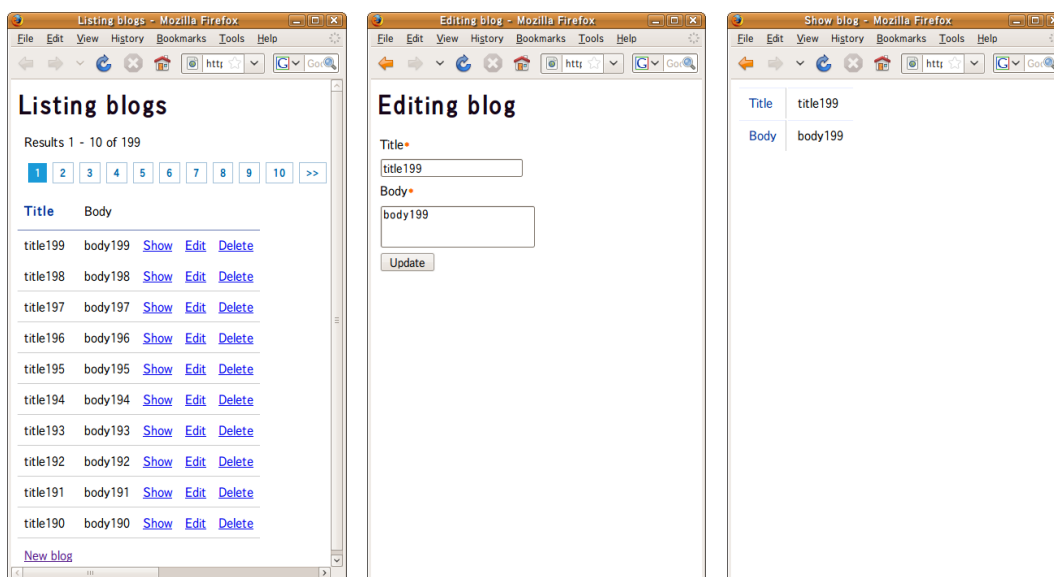 Listing blogs - Mozilla Firefox
File Edit View History Bookmarks Tools Help
Listing blogs
Results 1 - 10 of 199
1 2 3 4 5 6 7 8 9 10 >>
Title Body
title199 body199 Show Edit Delete
title198 body198 Show Edit Delete
title197 body197 Show Edit Delete
title196 body196 Show Edit Delete
title195 body195 Show Edit Delete
title194 body194 Show Edit Delete
title193 body193 Show Edit Delete
title192 body192 Show Edit Delete
title191 body191 Show Edit Delete
title190 body190 Show Edit Delete
New blog
Editing blog - Mozilla Firefox
File Edit View History Bookmarks Tools Help
Editing blog
Title
title199
Body
body199
Update
Show blog - Mozilla Firefox
File Edit View History Bookmarks Tools Help
Title title199
Body body199